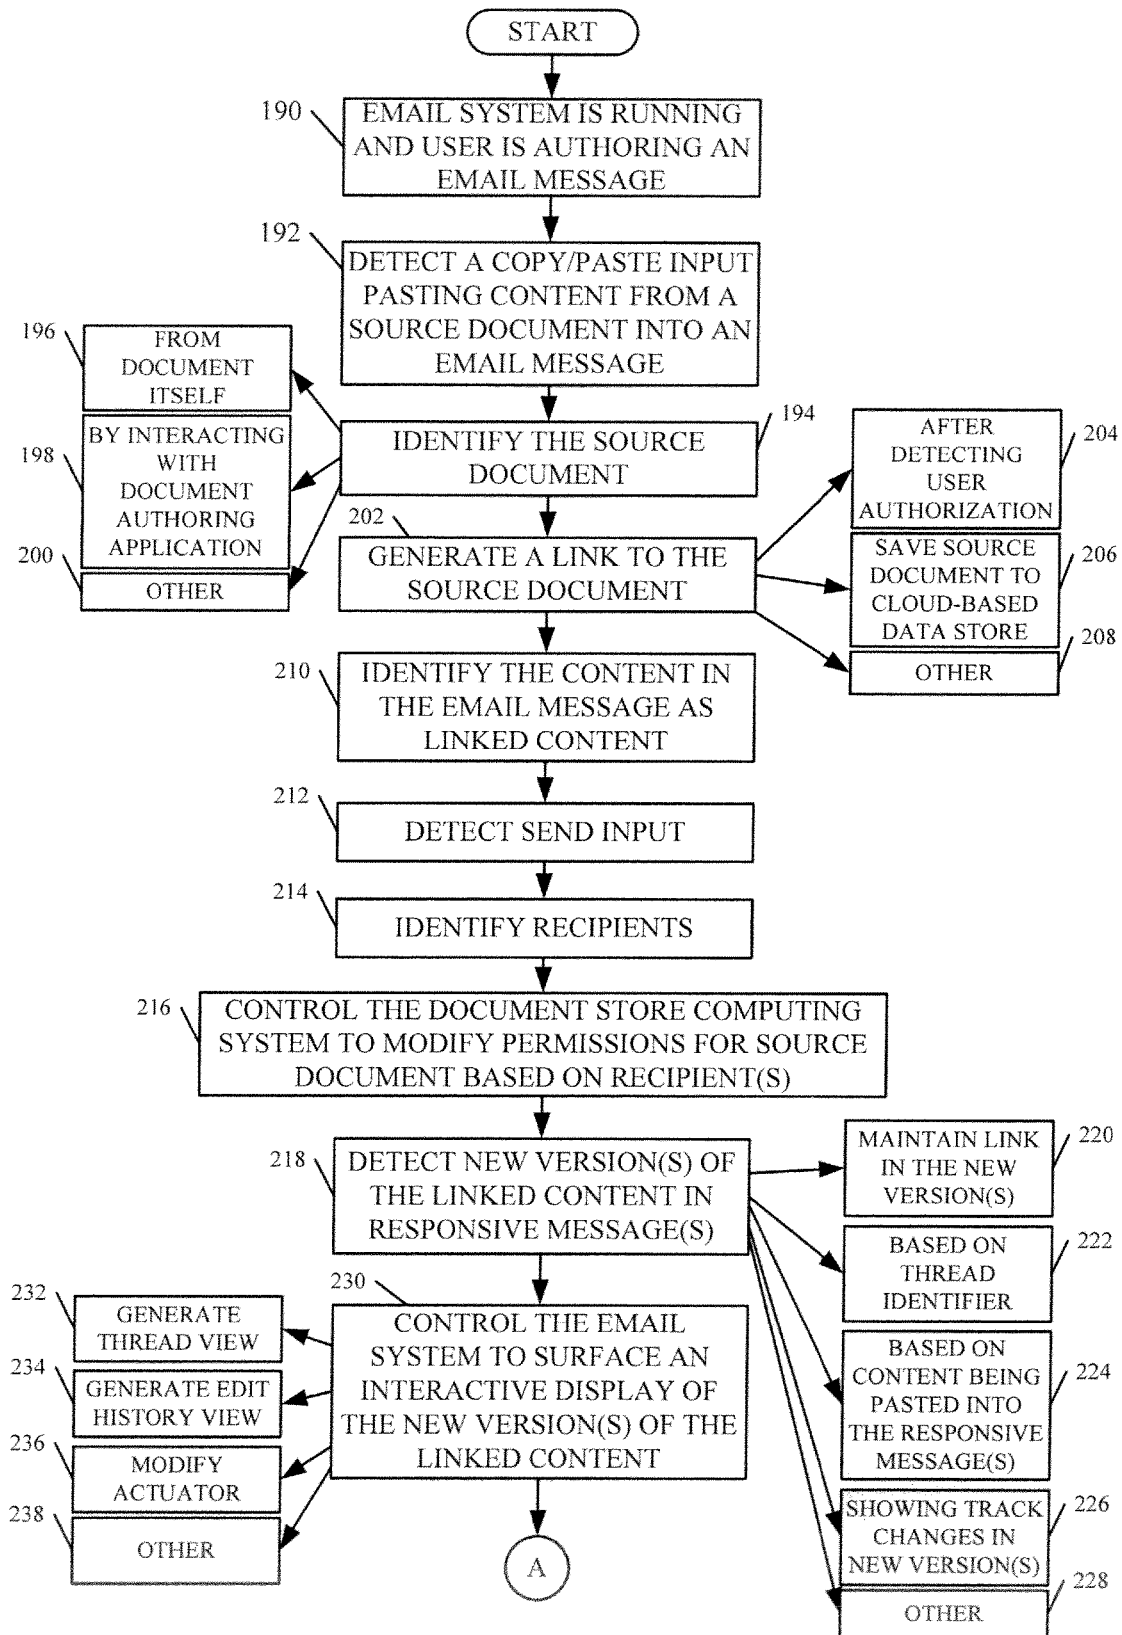 START
190
EMAIL SYSTEM IS RUNNING
AND USER IS AUTHORING AN
EMAIL MESSAGE
192
DETECT A COPY/PASTE INPUT
PASTING CONTENT FROM A
SOURCE DOCUMENT INTO AN
EMAIL MESSAGE
196
FROM
DOCUMENT
ITSELF
198
BY INTERACTING
WITH
DOCUMENT
AUTHORING
APPLICATION
200
OTHER
194
IDENTIFY THE SOURCE
DOCUMENT
202
GENERATE A LINK TO THE
SOURCE DOCUMENT
204
AFTER
DETECTING
USER
AUTHORIZATION
206
SAVE SOURCE
DOCUMENT TO
CLOUD-BASED
DATA STORE
208
OTHER
210
IDENTIFY THE CONTENT IN
THE EMAIL MESSAGE AS
LINKED CONTENT
212
DETECT SEND INPUT
214
IDENTIFY RECIPIENTS
216
CONTROL THE DOCUMENT STORE COMPUTING
SYSTEM TO MODIFY PERMISSIONS FOR SOURCE
DOCUMENT BASED ON RECIPIENT(S)
218
DETECT NEW VERSION(S) OF
THE LINKED CONTENT IN
RESPONSIVE MESSAGE(S)
220
MAINTAIN LINK
IN THE NEW
VERSION(S)
222
BASED ON
THREAD
IDENTIFIER
224
BASED ON
CONTENT BEING
PASTED INTO
THE RESPONSIVE
MESSAGE(S)
226
SHOWING TRACK
CHANGES IN
NEW VERSION(S)
228
OTHER
230
CONTROL THE EMAIL
SYSTEM TO SURFACE AN
INTERACTIVE DISPLAY OF
THE NEW VERSION(S) OF THE
LINKED CONTENT
232
GENERATE
THREAD VIEW
234
GENERATE EDIT
HISTORY VIEW
236
MODIFY
ACTUATOR
238
OTHER
A